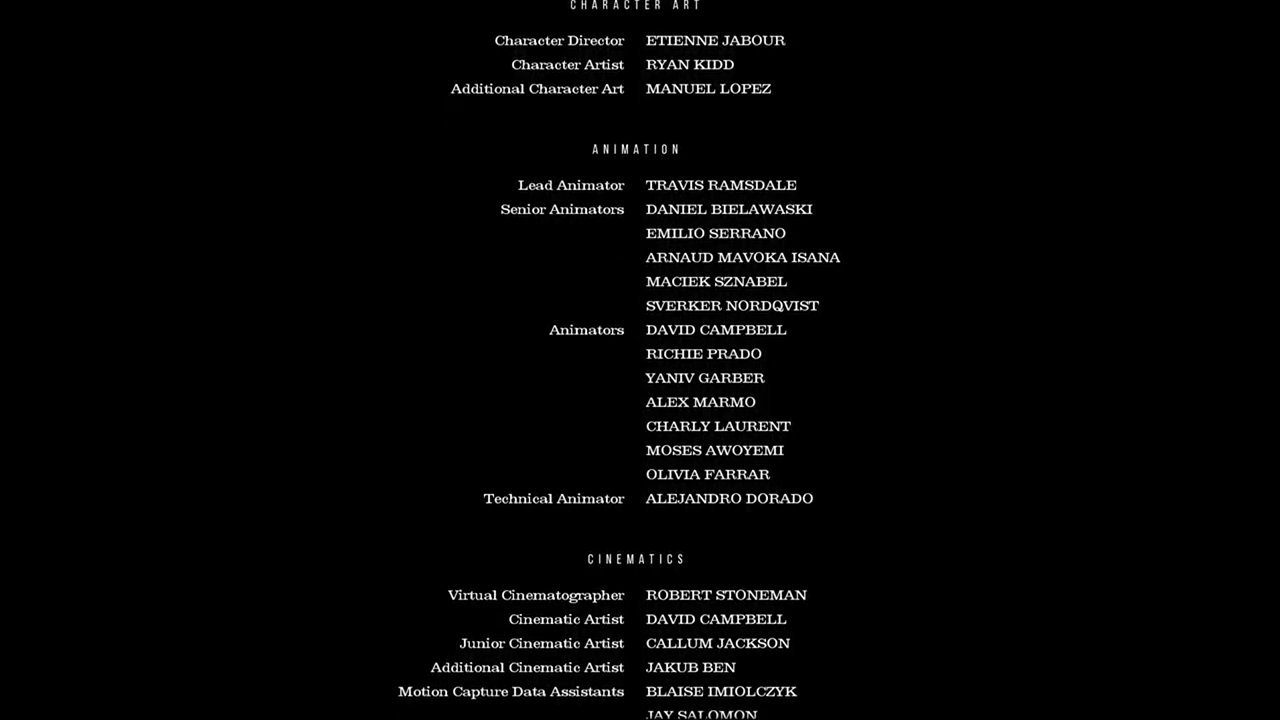 CHARACTER ART
Character Director ETIENNE JABOUR
Character Artist RYAN KIDD
Additional Character Art MANUEL LOPEZ
ANIMATION
Lead Animator TRAVIS RAMSDALE
Senior Animators DANIEL BIELAWASKI
EMILIO SERRANO
ARNAUD MAVOKA ISANA
MACIEK SZNABEL
SVERKER NORDQVIST
Animators DAVID CAMPBELL
RICHIE PRADO
YANIV GARBER
ALEX MARMO
CHARLY LAURENT
MOSES AWOYEMI
OLIVIA FARRAR
Technical Animator ALEJANDRO DORADO
CINEMATICS
Virtual Cinematographer ROBERT STONEMAN
Cinematic Artist DAVID CAMPBELL
Junior Cinematic Artist CALLUM JACKSON
Additional Cinematic Artist JAKUB BEN
Motion Capture Data Assistants BLAISE IMIOLCZYK
JAY SALOMON